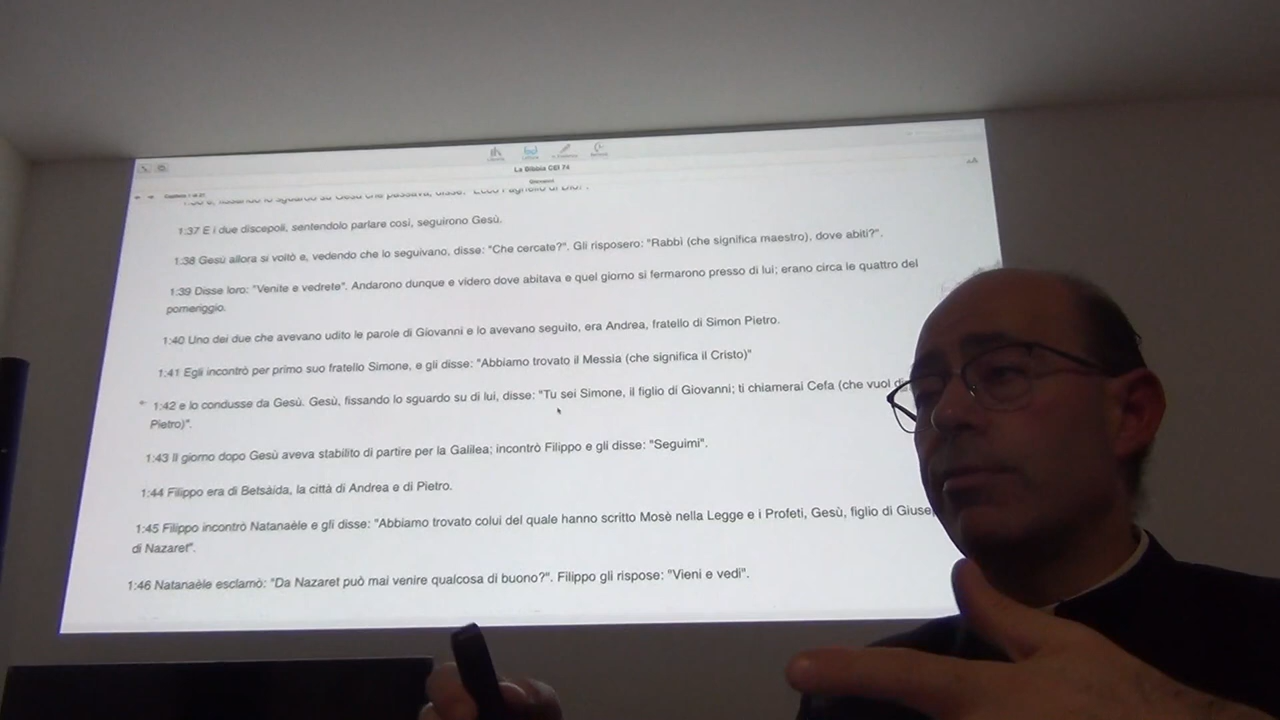 La Bibbia CEI 74
Giovanni
1:37 E i due discepoli, sentendolo parlare così, seguirono Gesù.
1:38 Gesù allora si voltò e, vedendo che lo seguivano, disse: "Che cercate?". Gli risposero: "Rabbì (che significa maestro), dove abiti?".
1:39 Disse loro: "Venite e vedrete". Andarono dunque e videro dove abitava e quel giorno si fermarono presso di lui; erano circa le quattro del
pomeriggio.
1:40 Uno dei due che avevano udito le parole di Giovanni e lo avevano seguito, era Andrea, fratello di Simon Pietro.
1:41 Egli incontrò per primo suo fratello Simone, e gli disse: "Abbiamo trovato il Messia (che significa il Cristo)"
1:42 e lo condusse da Gesù. Gesù, fissando lo sguardo su di lui, disse: "Tu sei Simone, il figlio di Giovanni; ti chiamerai Cefa (che vuol
Pietro)".
1:43 Il giorno dopo Gesù aveva stabilito di partire per la Galilea; incontrò Filippo e gli disse: "Seguimi".
1:44 Filippo era di Betsàida, la città di Andrea e di Pietro.
1:45 Filippo incontrò Natanaèle e gli disse: "Abbiamo trovato colui del quale hanno scritto Mosè nella Legge e i Profeti, Gesù, figlio di
di Nazaret".
1:46 Natanaèle esclamò: "Da Nazaret può mai venire qualcosa di buono?". Filippo gli rispose: "Vieni e vedi".